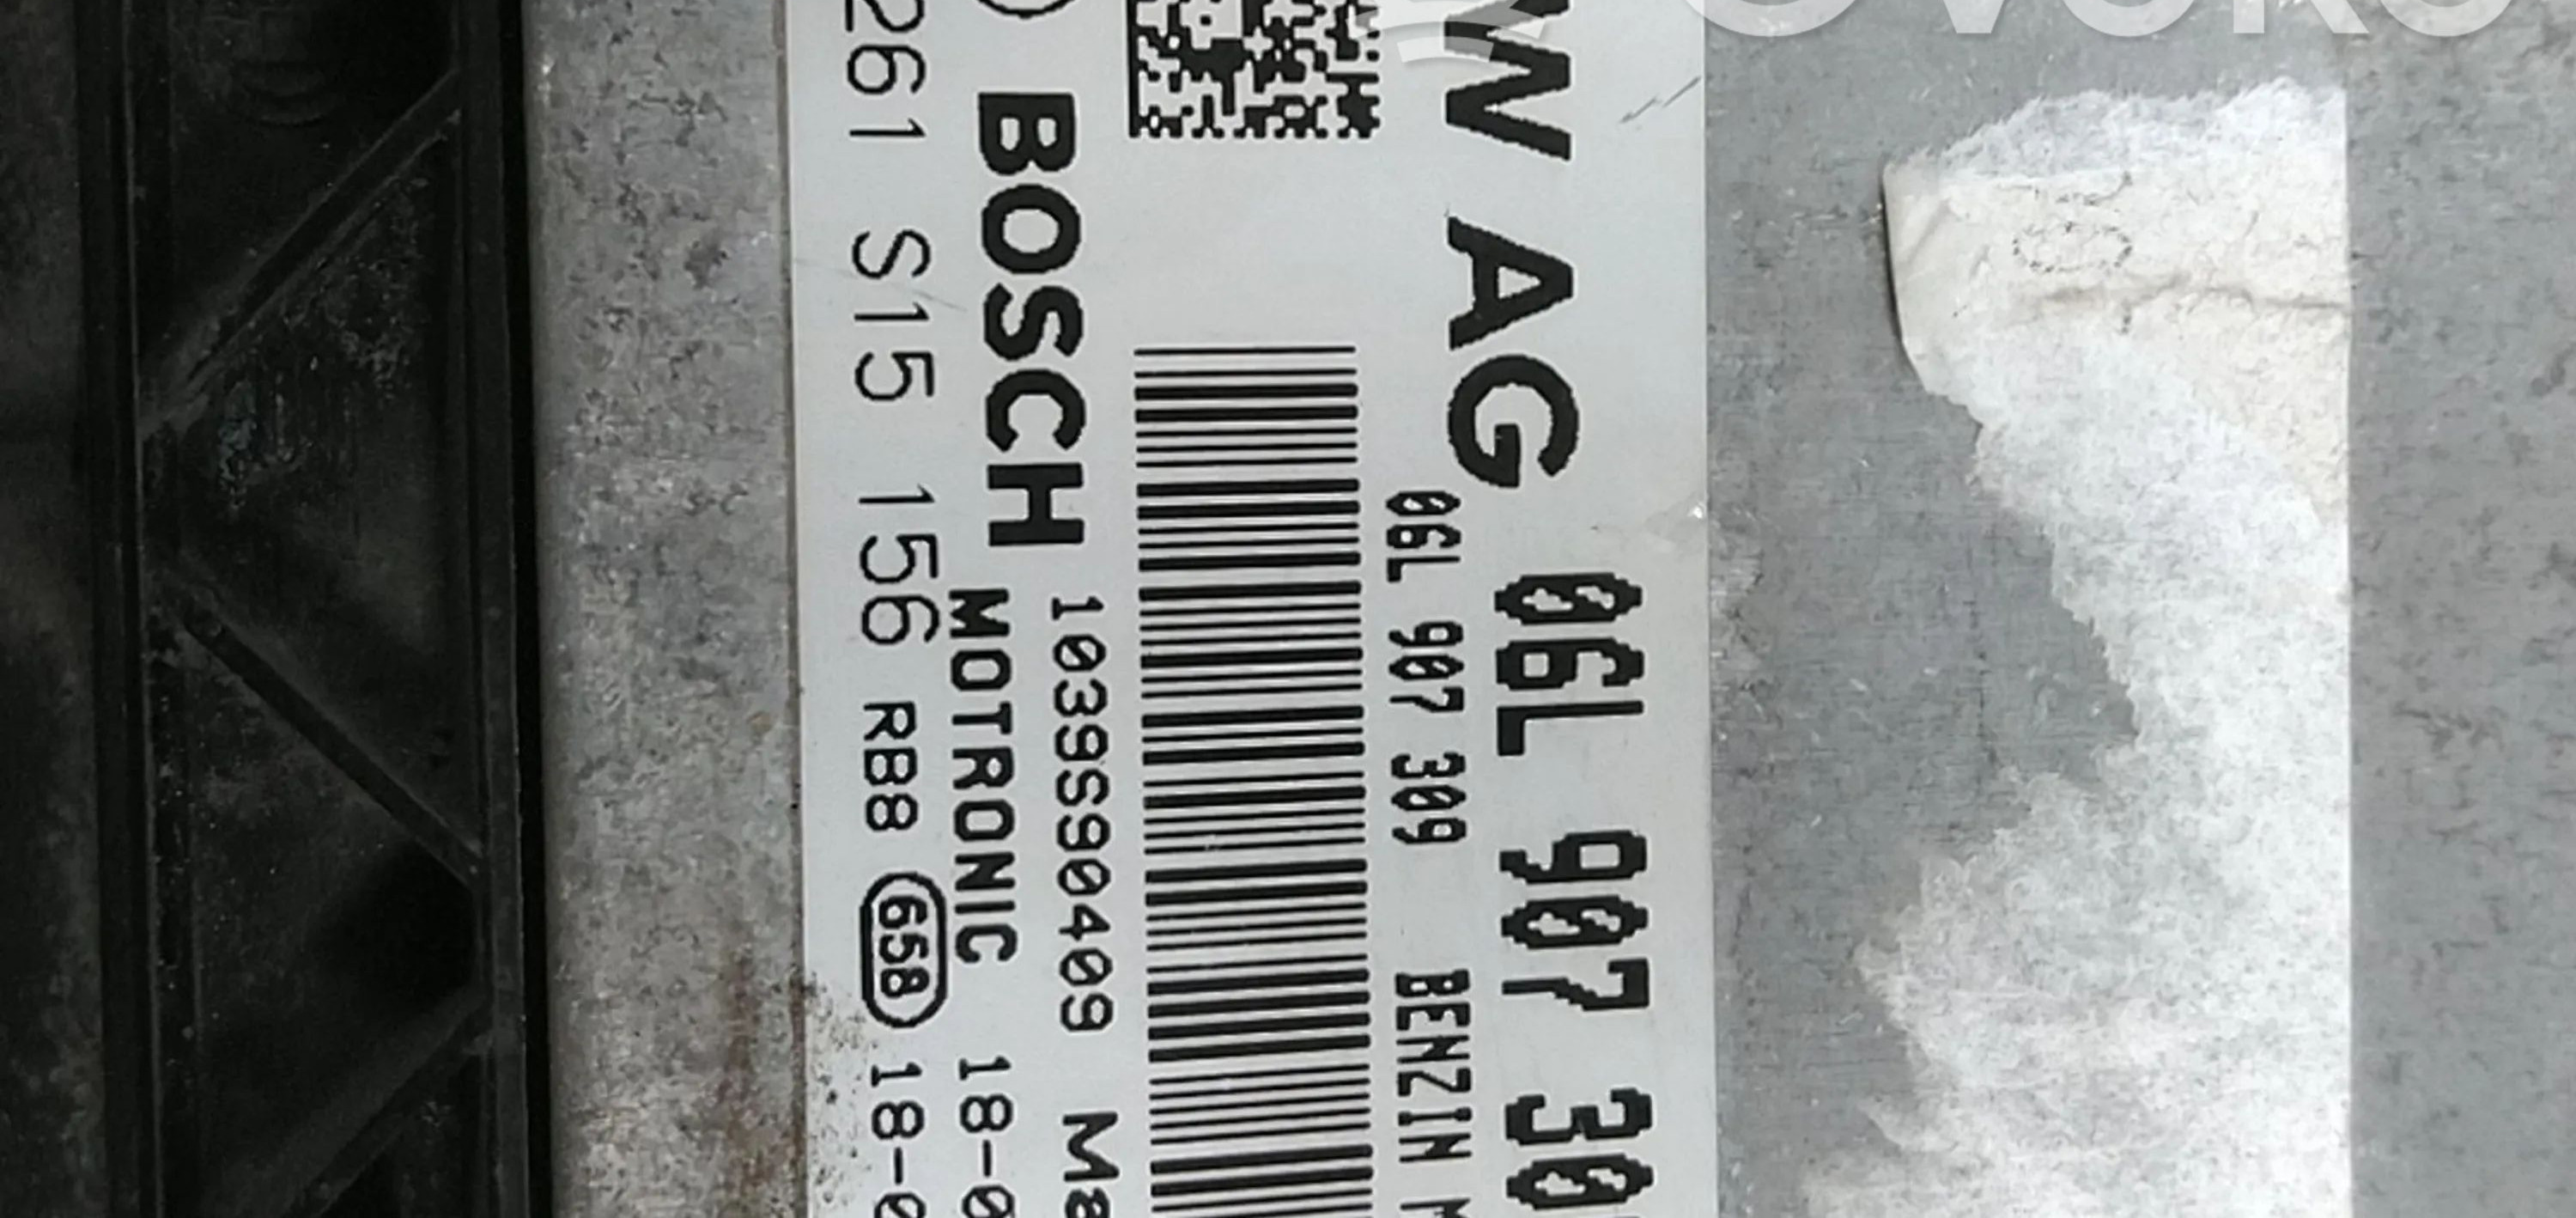 W AG 06L 907 30
06L 907 309 BENZIN M
1039S90409 Ma
BOSCH MOTRONIC 18-0
261 S15 156 RB8 658 18-0